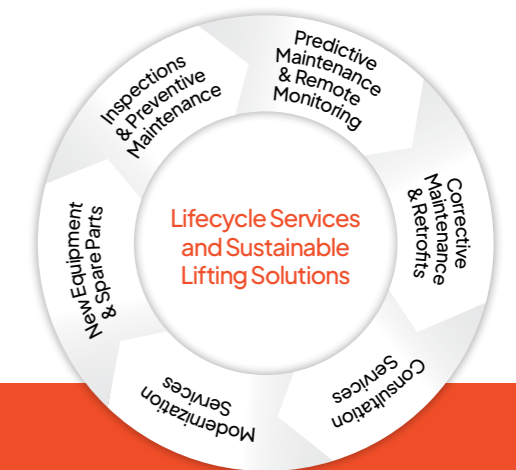 Predictive
Maintenance
& Remote
Monitoring
Corrective
Maintenance
& Retrofits
Consultation
Services
Modernization
Services
New Equipment
& Spare Parts
Inspections
& Preventive
Maintenance
Lifecycle Services
and Sustainable
Lifting Solutions